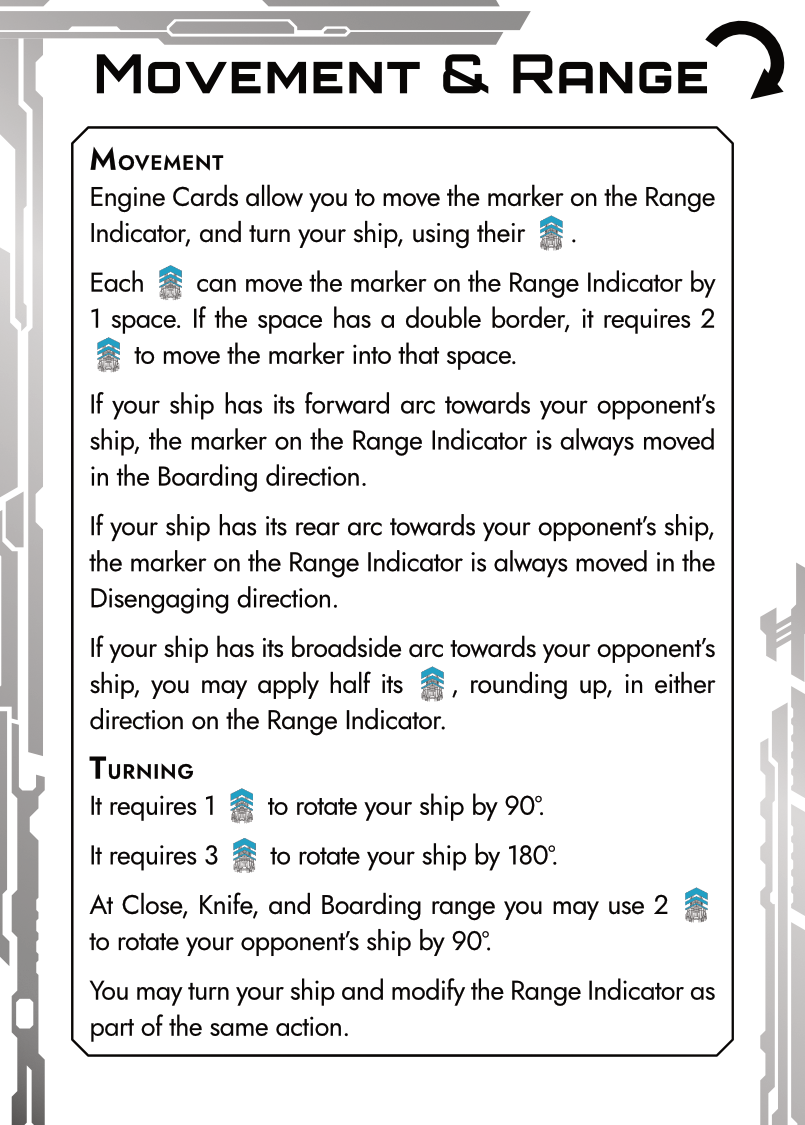 Movement & Range
Movement
Engine Cards allow you to move the marker on the Range
Indicator, and turn your ship, using their .
Each can move the marker on the Range Indicator by
1 space. If the space has a double border, it requires 2
to move the marker into that space.
If your ship has its forward arc towards your opponent’s
ship, the marker on the Range Indicator is always moved
in the Boarding direction.
If your ship has its rear arc towards your opponent’s ship,
the marker on the Range Indicator is always moved in the
Disengaging direction.
If your ship has its broadside arc towards your opponent’s
ship, you may apply half its , rounding up, in either
direction on the Range Indicator.
Turning
It requires 1 to rotate your ship by 90°.
It requires 3 to rotate your ship by 180°.
At Close, Knife, and Boarding range you may use 2
to rotate your opponent’s ship by 90°.
You may turn your ship and modify the Range Indicator as
part of the same action.